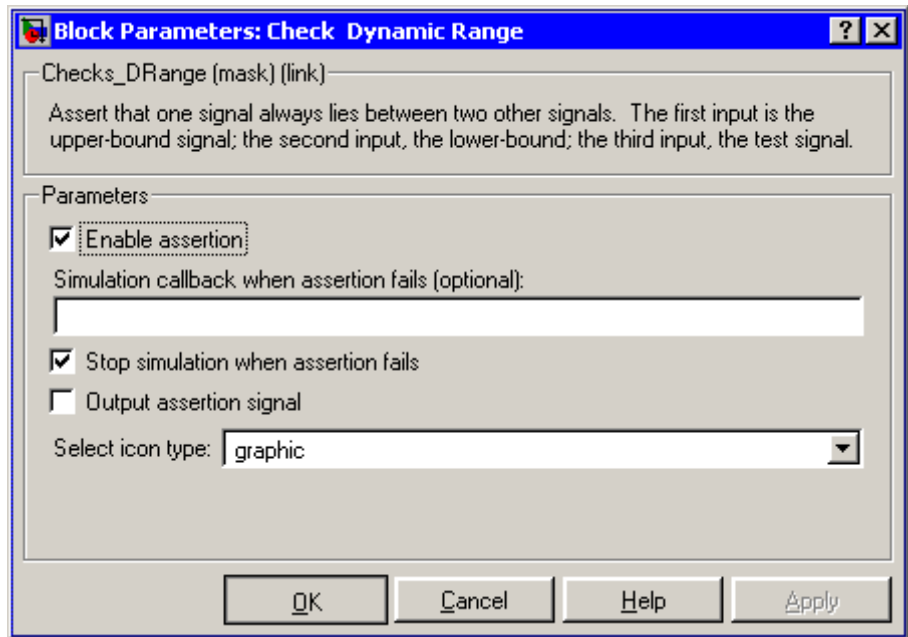 Block Parameters: Check Dynamic Range
Checks_DRange (mask) (link)
Assert that one signal always lies between two other signals. The first input is the
upper-bound signal; the second input, the lower-bound; the third input, the test signal.
Parameters
Enable assertion
Simulation callback when assertion fails (optional):
Stop simulation when assertion fails
Output assertion signal
Select icon type: graphic
OK Cancel Help Apply